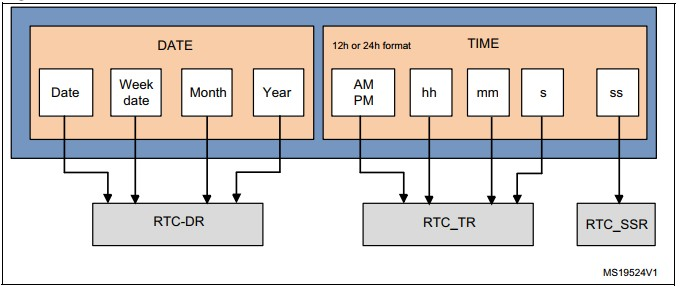 DATE
12h or 24h format
TIME
Date
Week
date
Month
Year
AM
PM
hh
mm
s
ss
RTC-DR
RTC_TR
RTC_SSR
MS19524V1